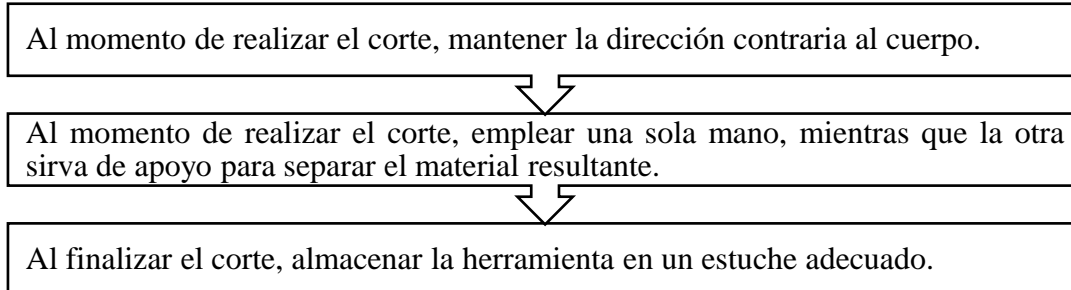 Al momento de realizar el corte, mantener la dirección contraria al cuerpo.
Al momento de realizar el corte, emplear una sola mano, mientras que la otra
sirva de apoyo para separar el material resultante.
Al finalizar el corte, almacenar la herramienta en un estuche adecuado.